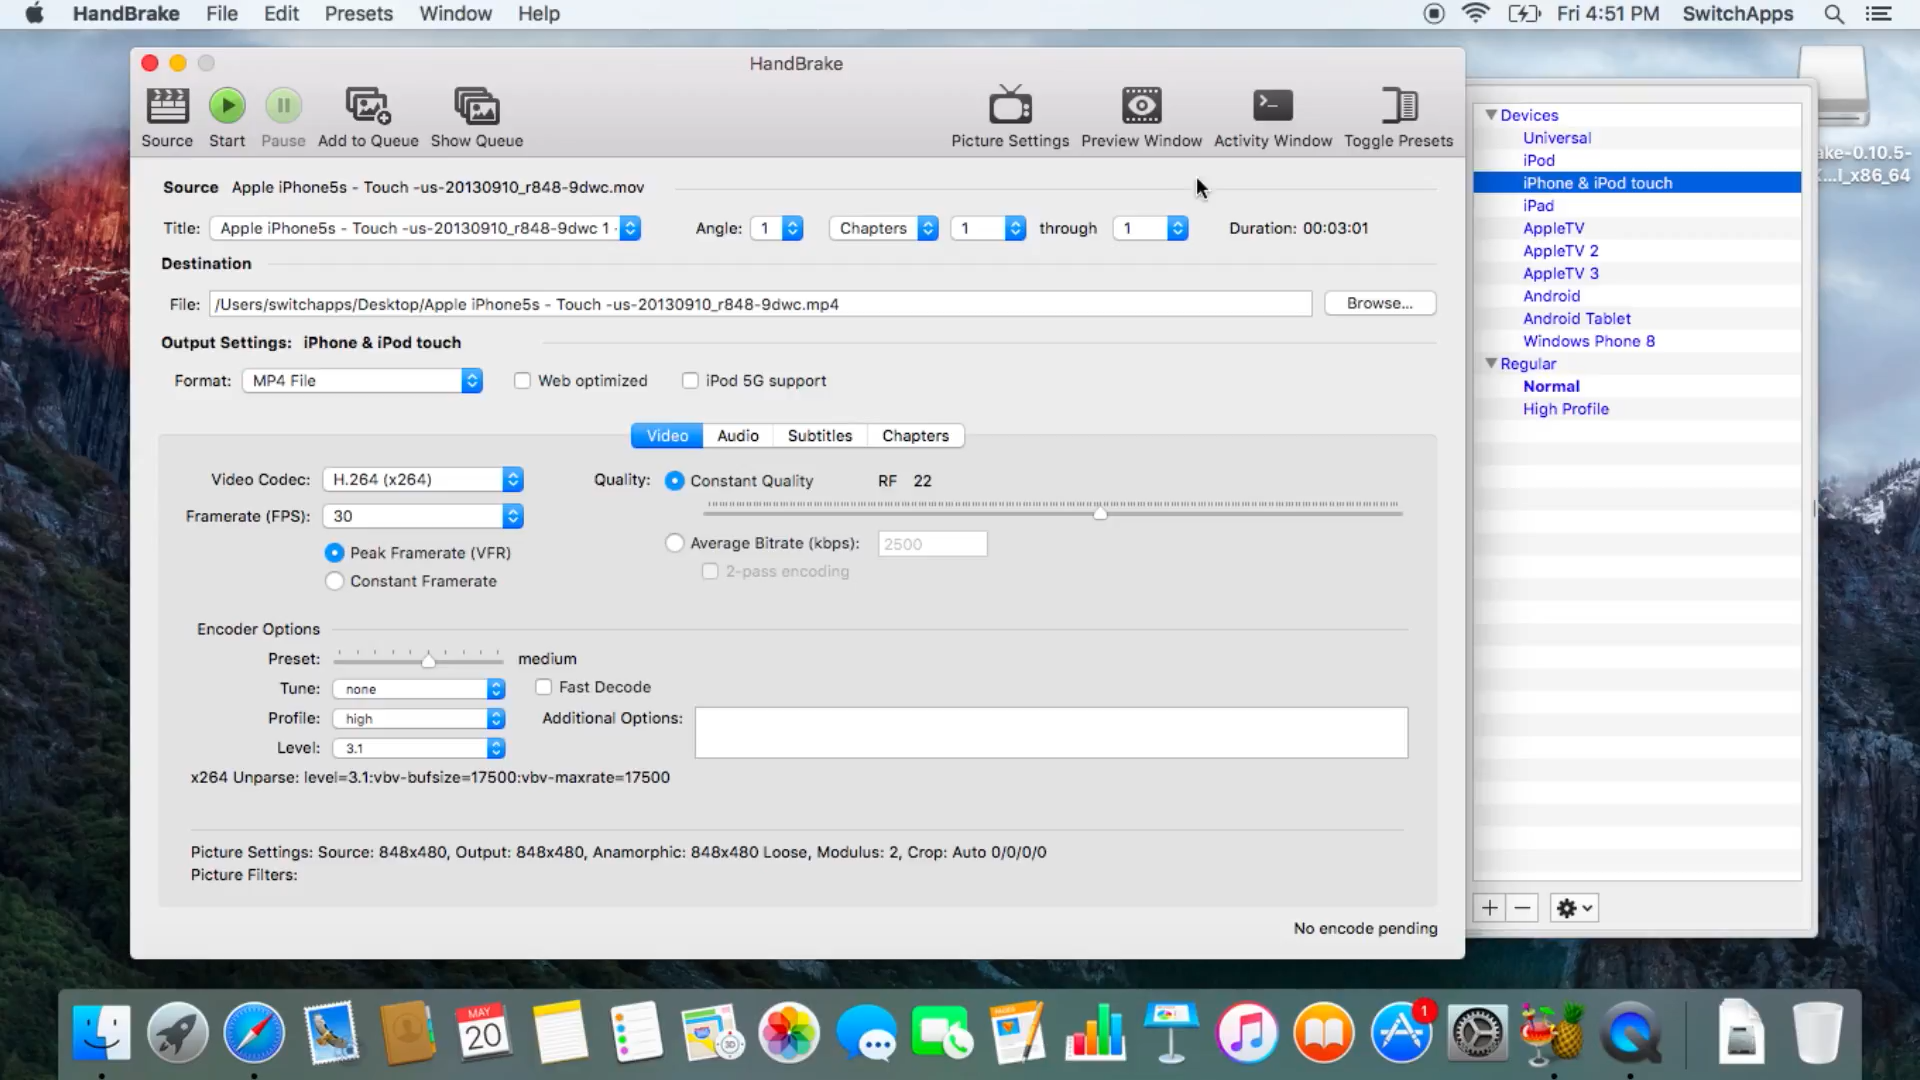 HandBrake File Edit Presets Window Help Fri 4:51 PM SwitchApps
HandBrake
Source Start Pause Add to Queue Show Queue Picture Settings Preview Window Activity Window Toggle Presets
Source Apple iPhone5s - Touch -us-20130910_r848-9dwc.mov
Title: Apple iPhone5s - Touch -us-20130910_r848-9dwc 1 - Angle: 1 Chapters 1 through 1 Duration: 00:03:01
Destination
File: /Users/switchapps/Desktop/Apple iPhone5s - Touch -us-20130910_r848-9dwc.mp4 Browse...
Output Settings: iPhone & iPod touch
Format: MP4 File Web optimized iPod 5G support
Video Audio Subtitles Chapters
Video Codec: H.264 (x264) Quality: Constant Quality RF 22
Framerate (FPS): 30
Peak Framerate (VFR) Average Bitrate (kbps): 2500
Constant Framerate 2-pass encoding
Encoder Options
Preset: medium
Tune: none Fast Decode
Profile: high Additional Options:
Level: 3.1
x264 Unparse: level=3.1:vbv-bufsize=17500:vbv-maxrate=17500
Picture Settings: Source: 848x480, Output: 848x480, Anamorphic: 848x480 Loose, Modulus: 2, Crop: Auto 0/0/0/0
Picture Filters:
No encode pending
Devices
Universal
iPod
iPhone & iPod touch
iPad
AppleTV
AppleTV 2
AppleTV 3
Android
Android Tablet
Windows Phone 8
Regular
Normal
High Profile
ake-0.10.5-
...I_x86_64
MAY
20
3D
PAGES
1